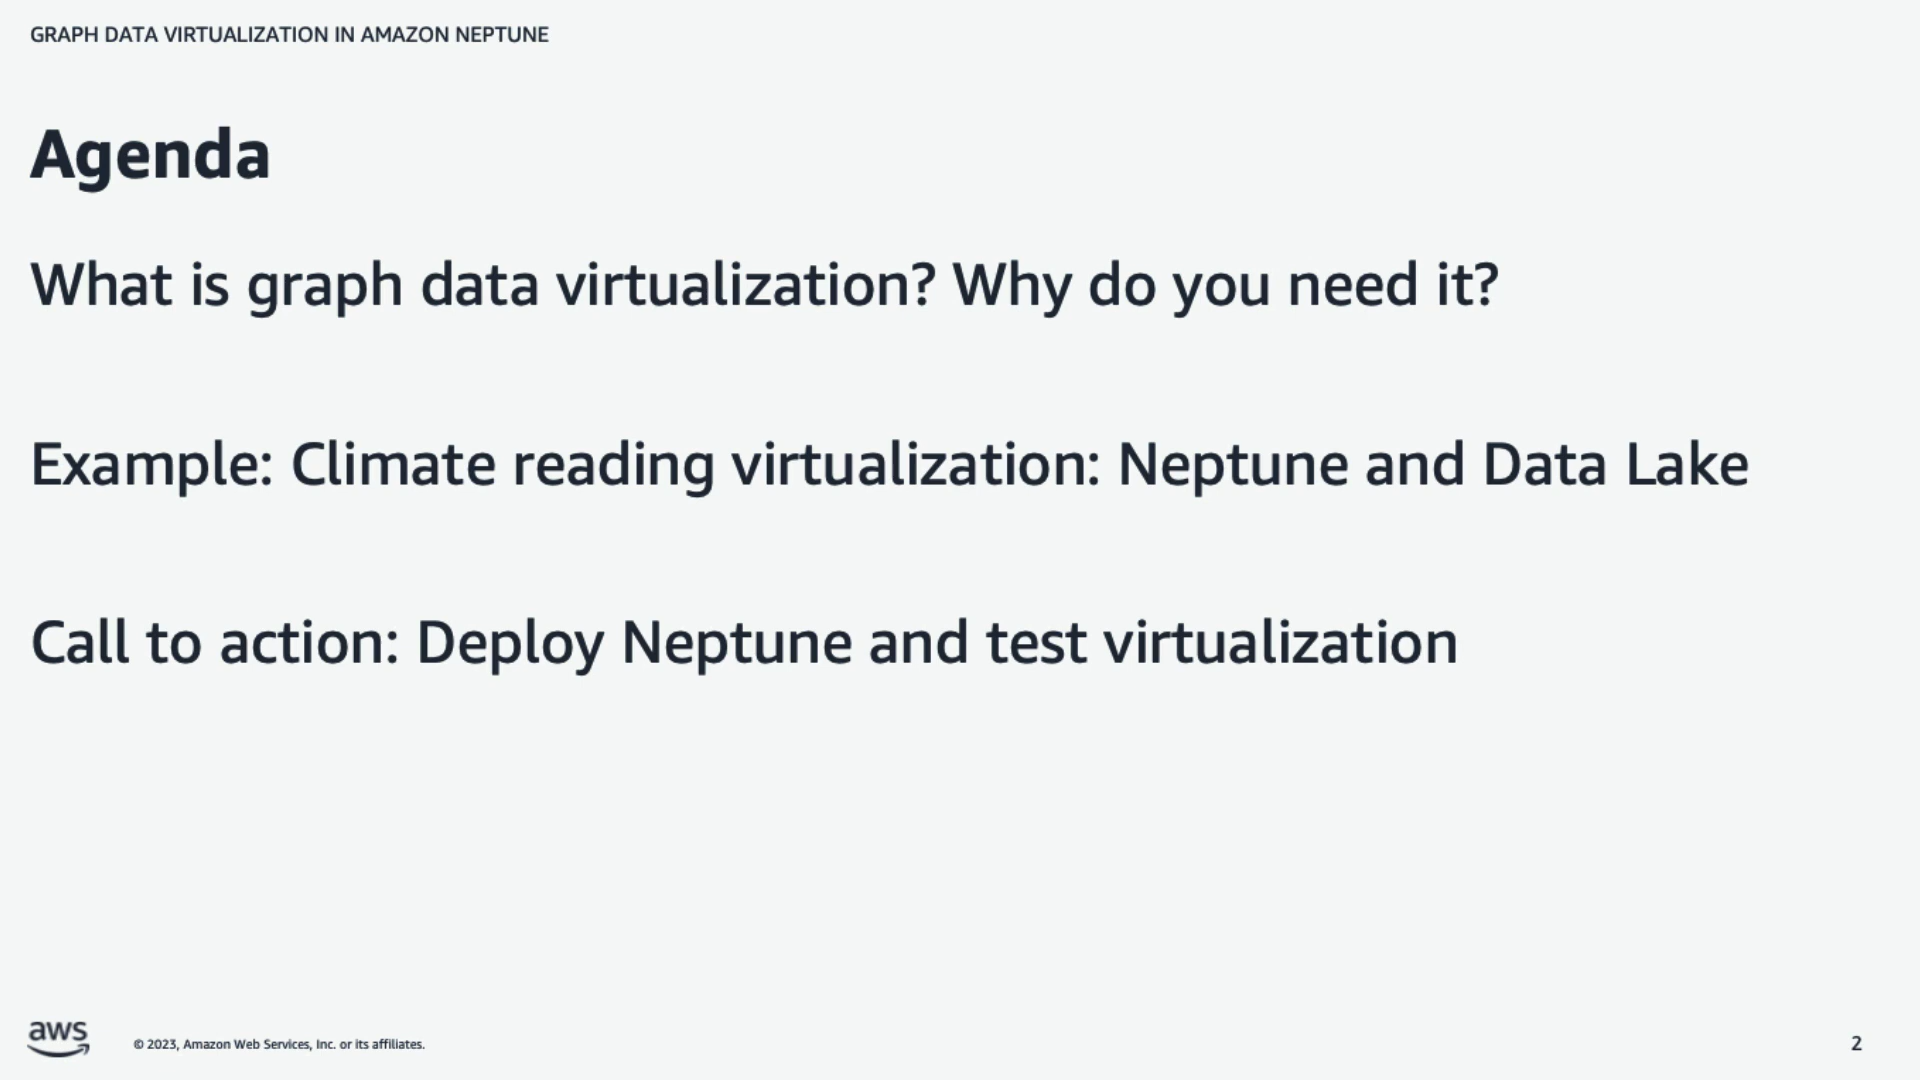 GRAPH DATA VIRTUALIZATION IN AMAZON NEPTUNE
Agenda
What is graph data virtualization? Why do you need it?
Example: Climate reading virtualization: Neptune and Data Lake
Call to action: Deploy Neptune and test virtualization
aws
© 2023, Amazon Web Services, Inc. or its affiliates.
2